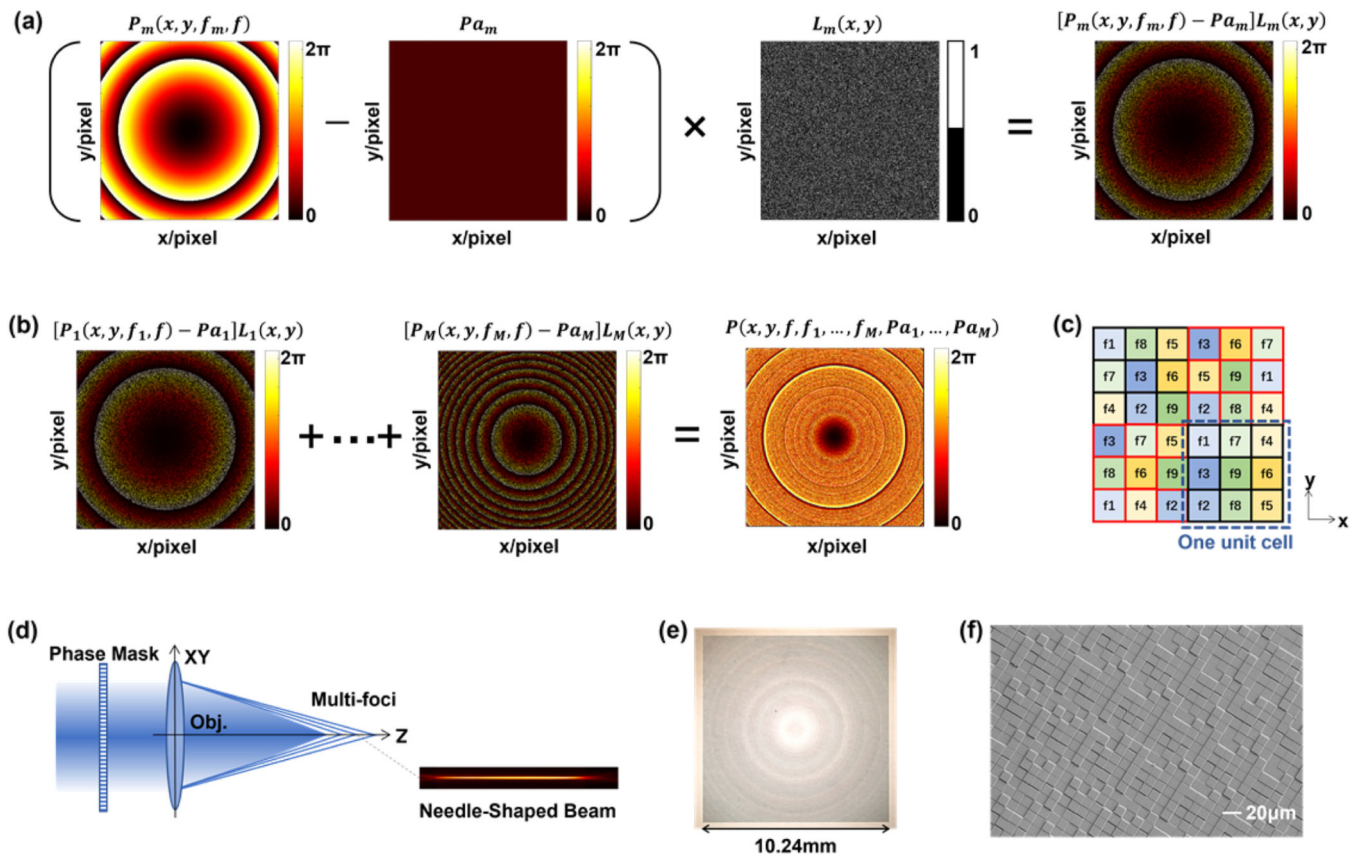 (a)
P_m(x, y, f_m, f)
Pa_m
L_m(x, y)
[P_m(x, y, f_m, f) − Pa_m]L_m(x, y)
2π
2π
1
2π
y/pixel
y/pixel
y/pixel
y/pixel
−
×
=
0
0
0
0
x/pixel
x/pixel
x/pixel
x/pixel
(b)
[P_1(x, y, f_1, f) − Pa_1]L_1(x, y)
[P_M(x, y, f_M, f) − Pa_M]L_M(x, y)
P(x, y, f, f_1, …, f_M, Pa_1, …, Pa_M)
2π
2π
2π
y/pixel
y/pixel
y/pixel
+ ⋯ +
=
0
0
0
x/pixel
x/pixel
x/pixel
(c)
f1 f8 f5 f3 f6 f7
f7 f3 f6 f5 f9 f1
f4 f2 f9 f2 f8 f4
f3 f7 f5 f1 f7 f4
f8 f6 f9 f3 f9 f6
f1 f4 f2 f2 f8 f5
One unit cell
y
x
(d)
Phase Mask
XY
Multi-foci
Obj.
Z
Needle-Shaped Beam
(e)
10.24mm
(f)
20μm